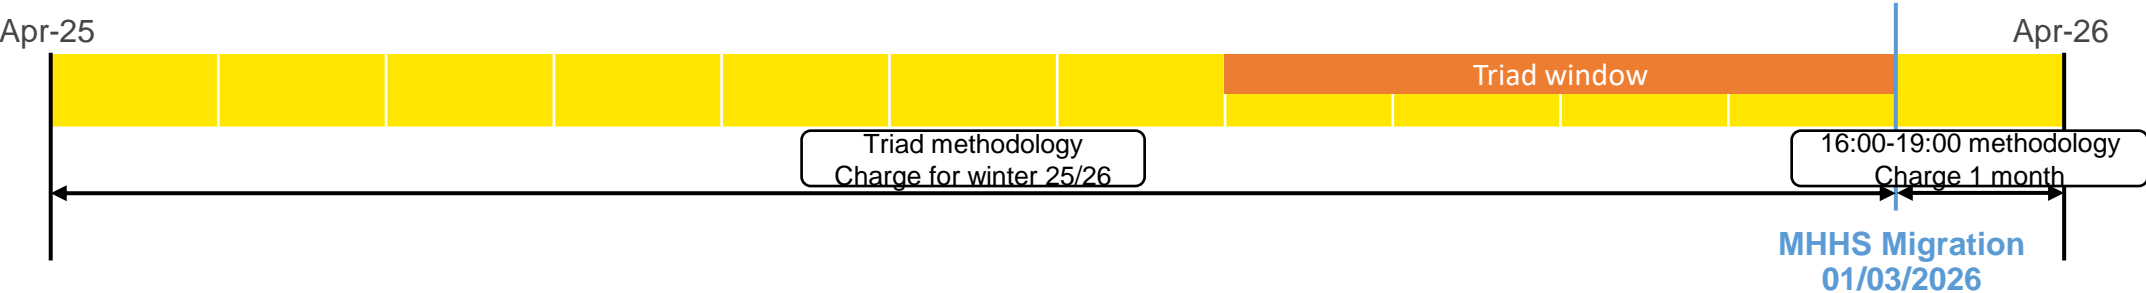 Apr-25
Apr-26
Triad window
Triad methodology
Charge for winter 25/26
16:00-19:00 methodology
Charge 1 month
MHHS Migration
01/03/2026